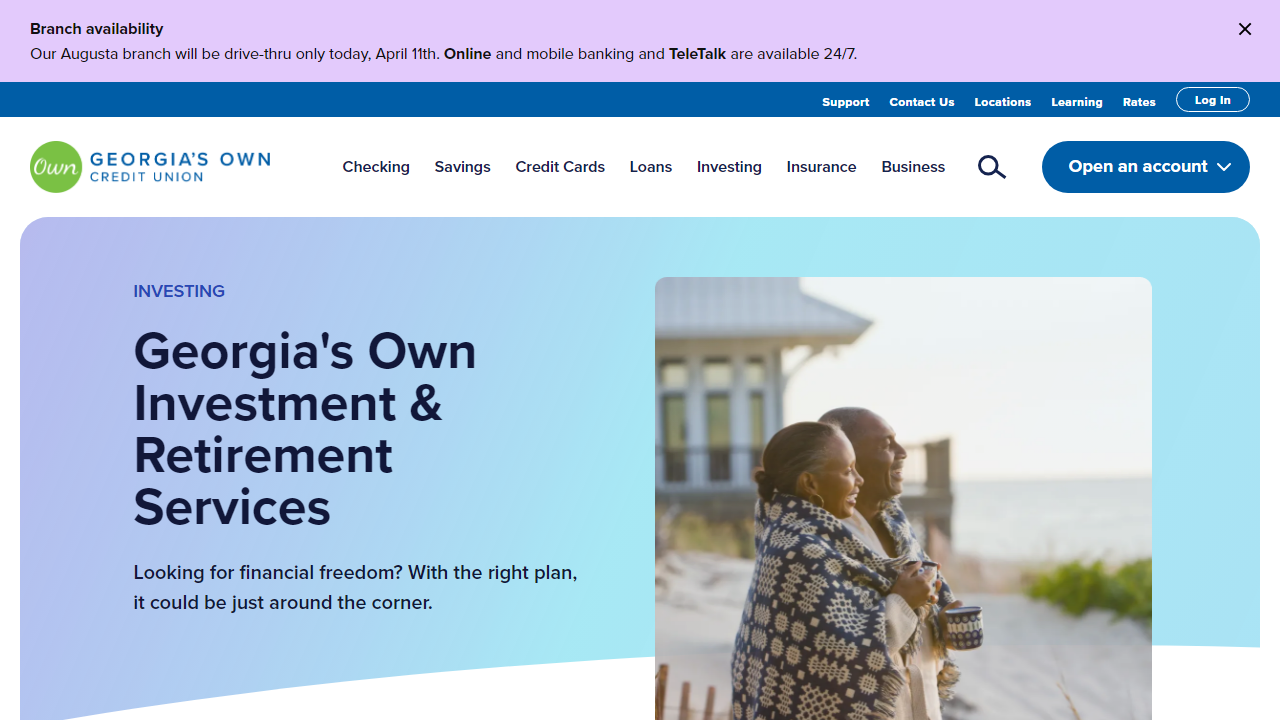 Branch availability
Our Augusta branch will be drive-thru only today, April 11th. Online and mobile banking and TeleTalk are available 24/7.
Support Contact Us Locations Learning Rates Log In
Own GEORGIA'S OWN
CREDIT UNION
Checking Savings Credit Cards Loans Investing Insurance Business Open an account
INVESTING
Georgia's Own
Investment &
Retirement
Services
Looking for financial freedom? With the right plan,
it could be just around the corner.